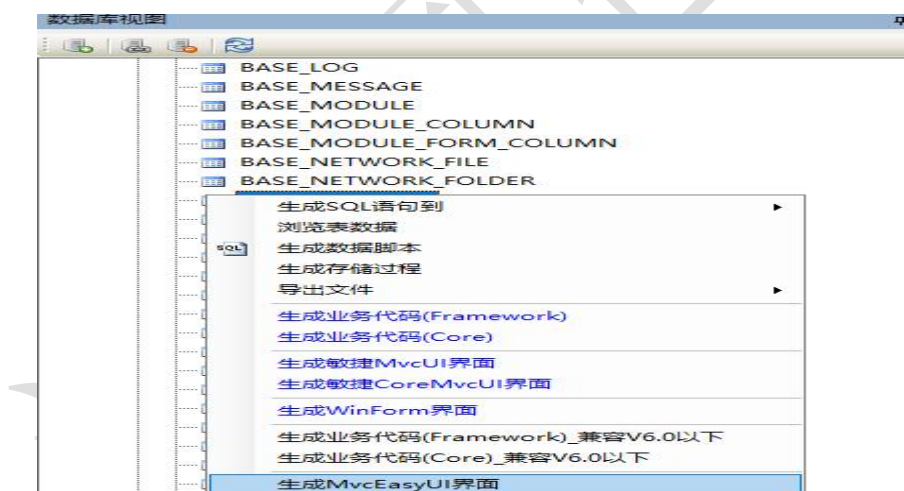 数据库视图
BASE_LOG
BASE_MESSAGE
BASE_MODULE
BASE_MODULE_COLUMN
BASE_MODULE_FORM_COLUMN
BASE_NETWORK_FILE
BASE_NETWORK_FOLDER
生成SQL语句到
浏览表数据
SQL 生成数据脚本
生成存储过程
导出文件
生成业务代码(Framework)
生成业务代码(Core)
生成敏捷MvcUI界面
生成敏捷CoreMvcUI界面
生成WinForm界面
生成业务代码(Framework)_兼容V6.0以下
生成业务代码(Core)_兼容V6.0以下
生成MvcEasyUI界面